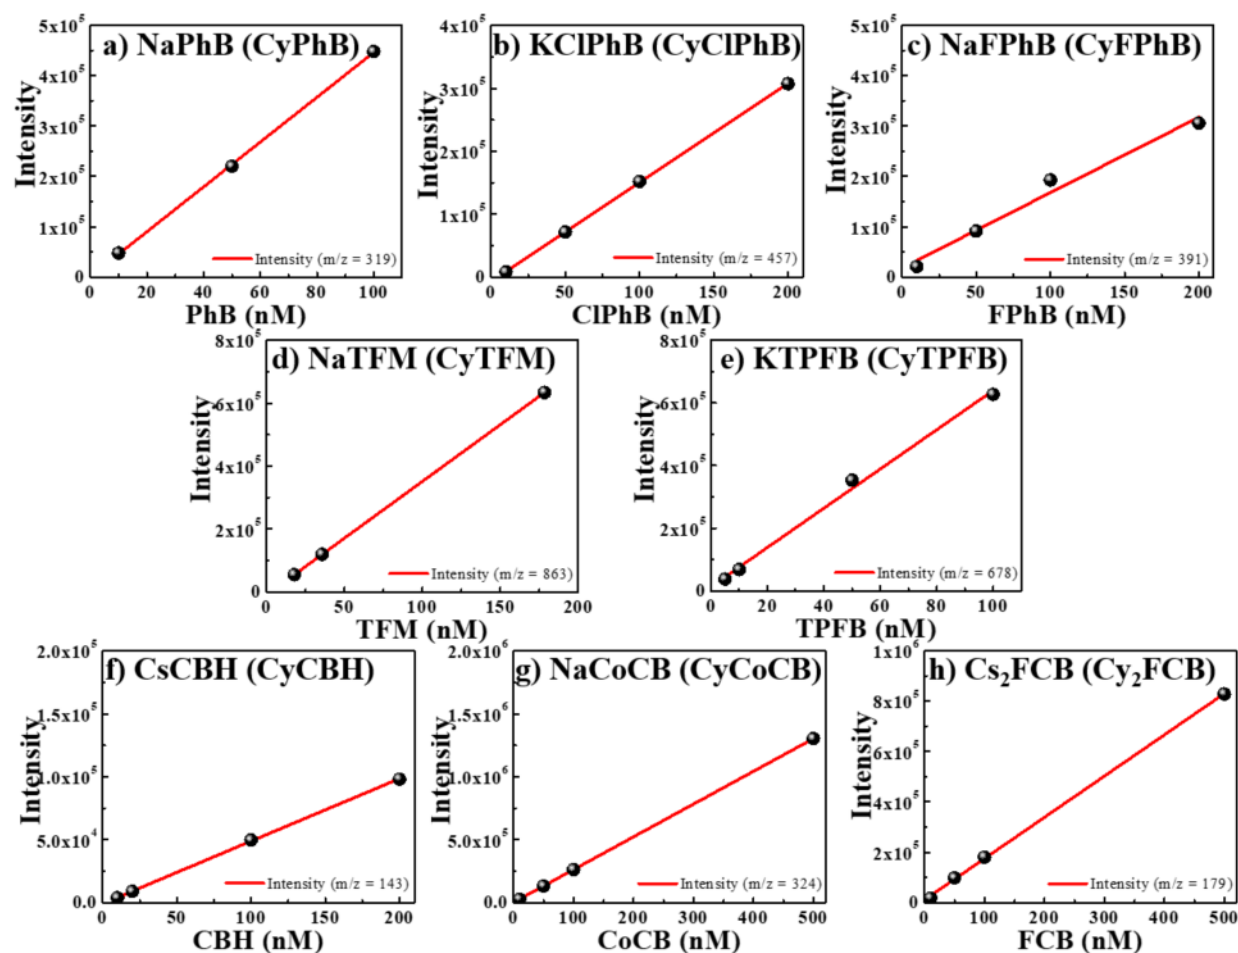 a) NaPhB (CyPhB)
Intensity
5x10⁵
4x10⁵
3x10⁵
2x10⁵
1x10⁵
0
0 20 40 60 80 100
Intensity (m/z = 319)
PhB (nM)
b) KClPhB (CyClPhB)
Intensity
4x10⁵
3x10⁵
2x10⁵
1x10⁵
0
0 50 100 150 200
Intensity (m/z = 457)
ClPhB (nM)
c) NaFPhB (CyFPhB)
Intensity
5x10⁵
4x10⁵
3x10⁵
2x10⁵
1x10⁵
0
0 50 100 150 200
Intensity (m/z = 391)
FPhB (nM)
d) NaTFM (CyTFM)
Intensity
8x10⁵
6x10⁵
4x10⁵
2x10⁵
0
0 50 100 150 200
Intensity (m/z = 863)
TFM (nM)
e) KTPFB (CyTPFB)
Intensity
8x10⁵
6x10⁵
4x10⁵
2x10⁵
0
0 20 40 60 80 100
Intensity (m/z = 678)
TPFB (nM)
f) CsCBH (CyCBH)
Intensity
2.0x10⁵
1.5x10⁵
1.0x10⁵
5.0x10⁴
0.0
0 50 100 150 200
Intensity (m/z = 143)
CBH (nM)
g) NaCoCB (CyCoCB)
Intensity
2.0x10⁶
1.5x10⁶
1.0x10⁶
5.0x10⁵
0.0
0 100 200 300 400 500
Intensity (m/z = 324)
CoCB (nM)
h) Cs₂FCB (Cy₂FCB)
Intensity
1x10⁶
8x10⁵
6x10⁵
4x10⁵
2x10⁵
0
0 100 200 300 400 500
Intensity (m/z = 179)
FCB (nM)